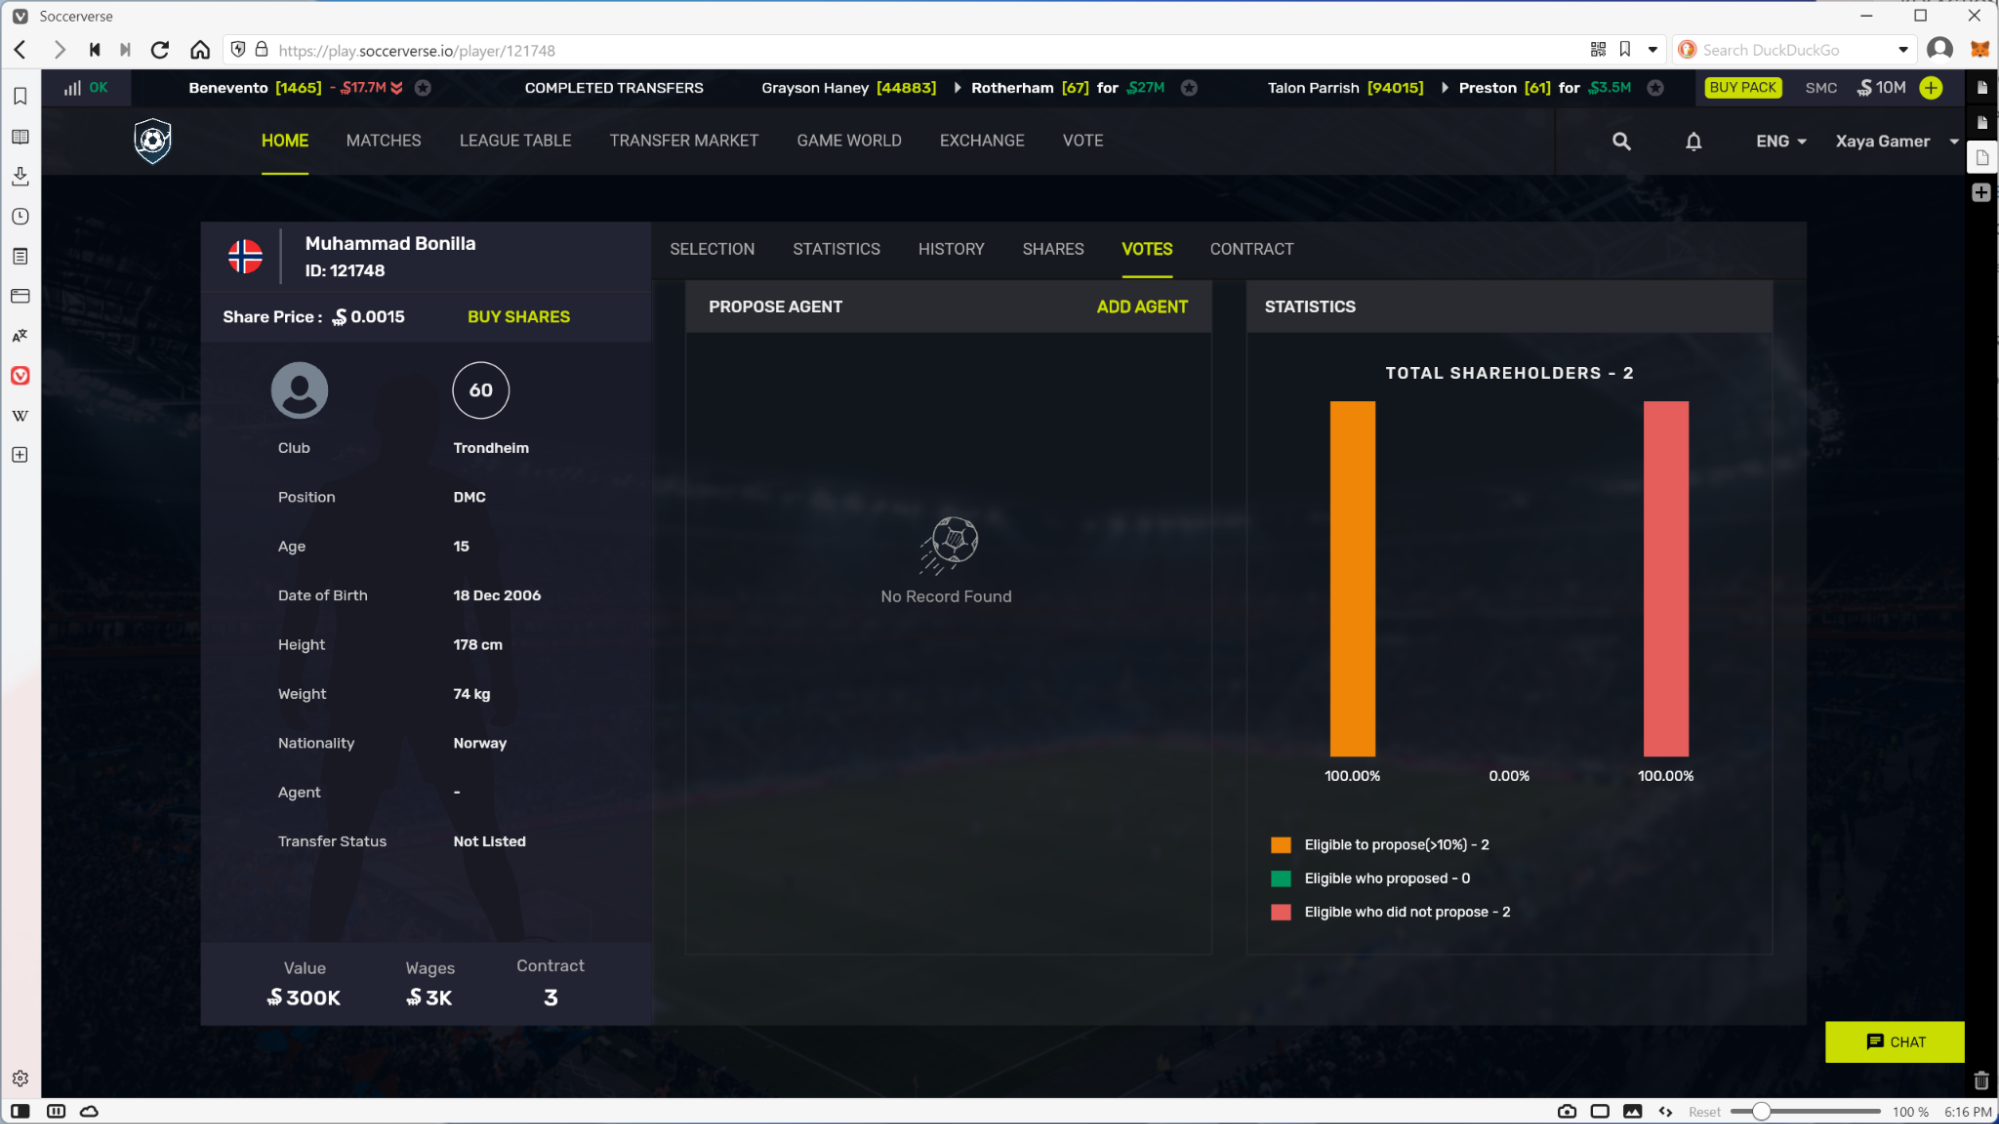 Soccerverse
https://play.soccerverse.io/player/121748
Search DuckDuckGo
OK
Benevento [1465] - $17.7M
COMPLETED TRANSFERS
Grayson Haney [44883] Rotherham [67] for $27M
Talon Parrish [94015] Preston [61] for $3.5M
BUY PACK
SMC
$10M
HOME
MATCHES
LEAGUE TABLE
TRANSFER MARKET
GAME WORLD
EXCHANGE
VOTE
ENG
Xaya Gamer
Muhammad Bonilla
ID: 121748
Share Price : $ 0.0015
BUY SHARES
60
Club Trondheim
Position DMC
Age 15
Date of Birth 18 Dec 2006
Height 178 cm
Weight 74 kg
Nationality Norway
Agent -
Transfer Status Not Listed
Value
$300K
Wages
$3K
Contract
3
SELECTION
STATISTICS
HISTORY
SHARES
VOTES
CONTRACT
PROPOSE AGENT
ADD AGENT
No Record Found
STATISTICS
TOTAL SHAREHOLDERS - 2
100.00%
0.00%
100.00%
Eligible to propose(>10%) - 2
Eligible who proposed - 0
Eligible who did not propose - 2
CHAT
Reset
100 %
6:16 PM